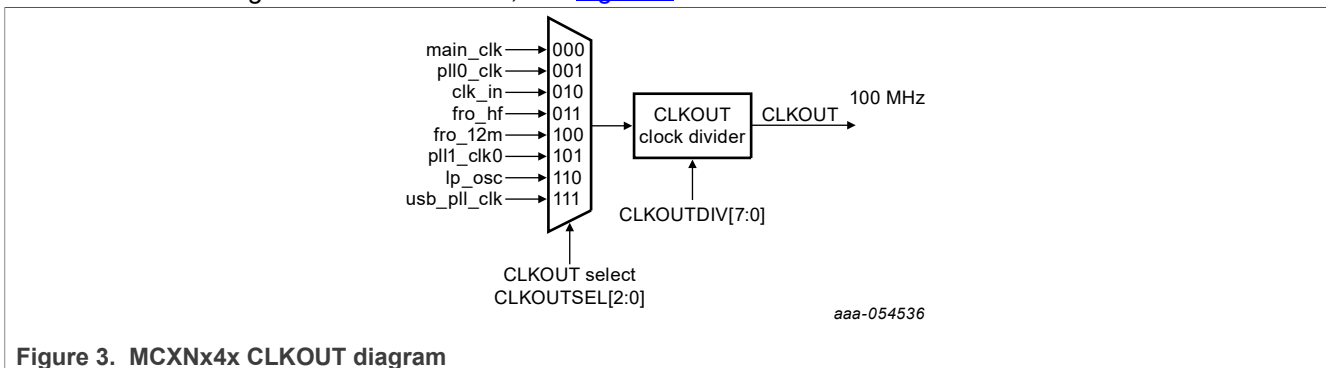 main_clk
000
pll0_clk
001
clk_in
010
fro_hf
011
fro_12m
100
pll1_clk0
101
lp_osc
110
usb_pll_clk
111
CLKOUT
clock divider
CLKOUT
100 MHz
CLKOUTDIV[7:0]
CLKOUT select
CLKOUTSEL[2:0]
aaa-054536
Figure 3. MCXNx4x CLKOUT diagram